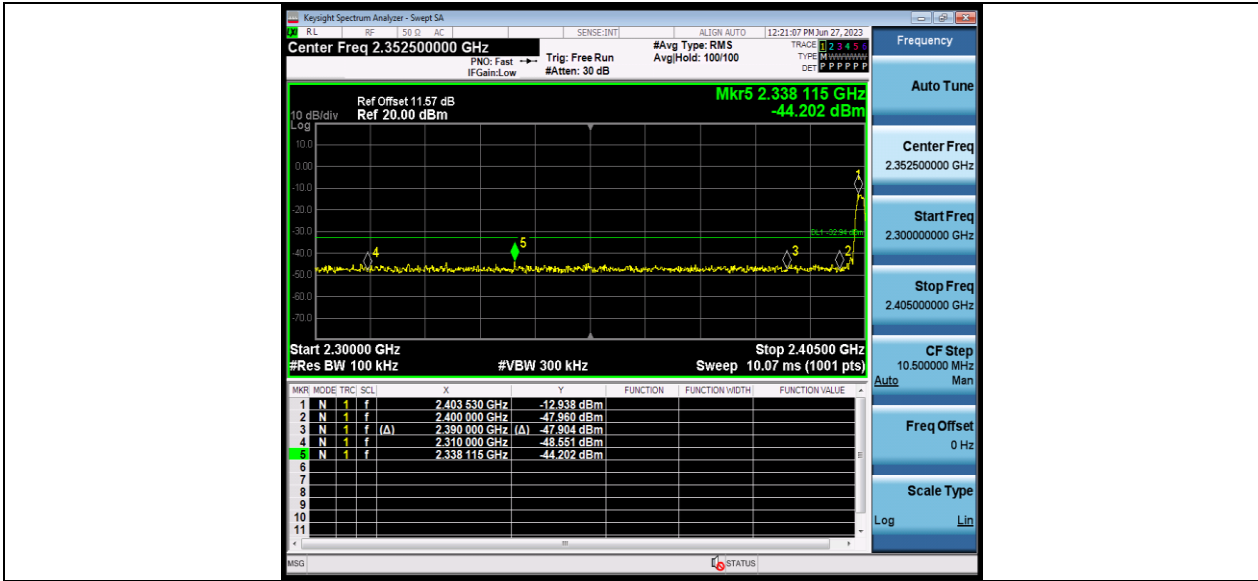 Keysight Spectrum Analyzer - Swept SA
RL RF 50 Ω AC SENSE:INT ALIGN AUTO 12:21:07 PM Jun 27, 2023
Center Freq 2.352500000 GHz
PNO: Fast
IFGain:Low
Trig: Free Run
#Atten: 30 dB
#Avg Type: RMS
Avg|Hold: 100/100
TRACE 1 2 3 4 5 6
TYPE M WWWWW
DET P P P P P P
Mkr5 2.338 115 GHz
-44.202 dBm
Ref Offset 11.57 dB
10 dB/div Ref 20.00 dBm
Log
10.0
0.00
-10.0
-20.0
-30.0
-40.0
-50.0
-60.0
-70.0
1
DL1 -32.94 dBm
4
5
3
2
Start 2.30000 GHz Stop 2.40500 GHz
#Res BW 100 kHz #VBW 300 kHz Sweep 10.07 ms (1001 pts)
MKR MODE TRC SCL X Y FUNCTION FUNCTION WIDTH FUNCTION VALUE
1 N 1 f 2.403 530 GHz -12.938 dBm
2 N 1 f 2.400 000 GHz -47.960 dBm
3 N 1 f (Δ) 2.390 000 GHz (Δ) -47.904 dBm
4 N 1 f 2.310 000 GHz -48.551 dBm
5 N 1 f 2.338 115 GHz -44.202 dBm
6
7
8
9
10
11
MSG STATUS
Frequency
Auto Tune
Center Freq
2.352500000 GHz
Start Freq
2.300000000 GHz
Stop Freq
2.405000000 GHz
CF Step
10.500000 MHz
Auto Man
Freq Offset
0 Hz
Scale Type
Log Lin